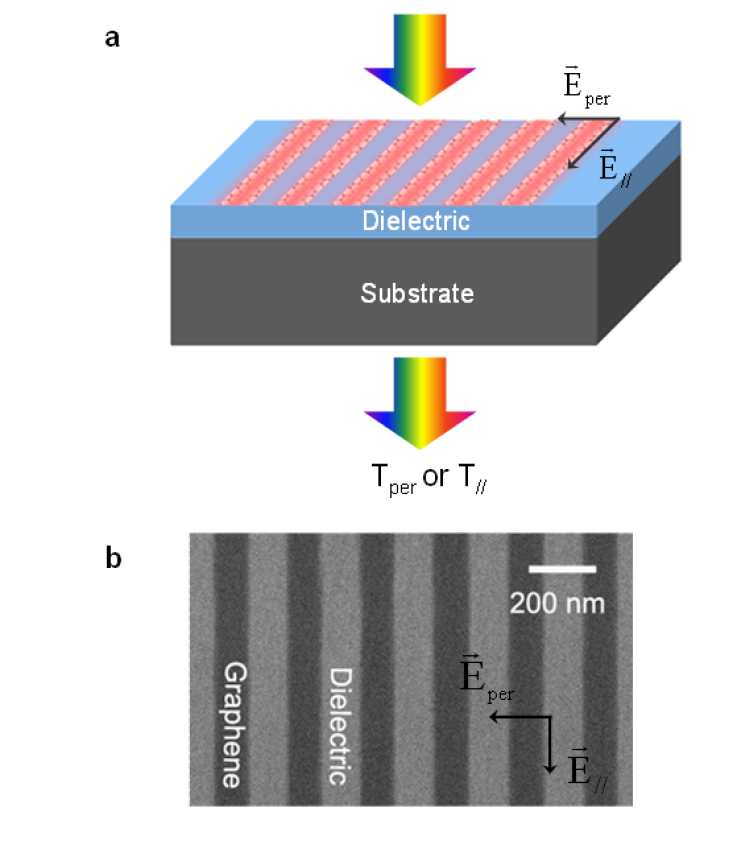 a
E per
E //
Dielectric
Substrate
Tper or T//
b
200 nm
Graphene
Dielectric
E per
E //